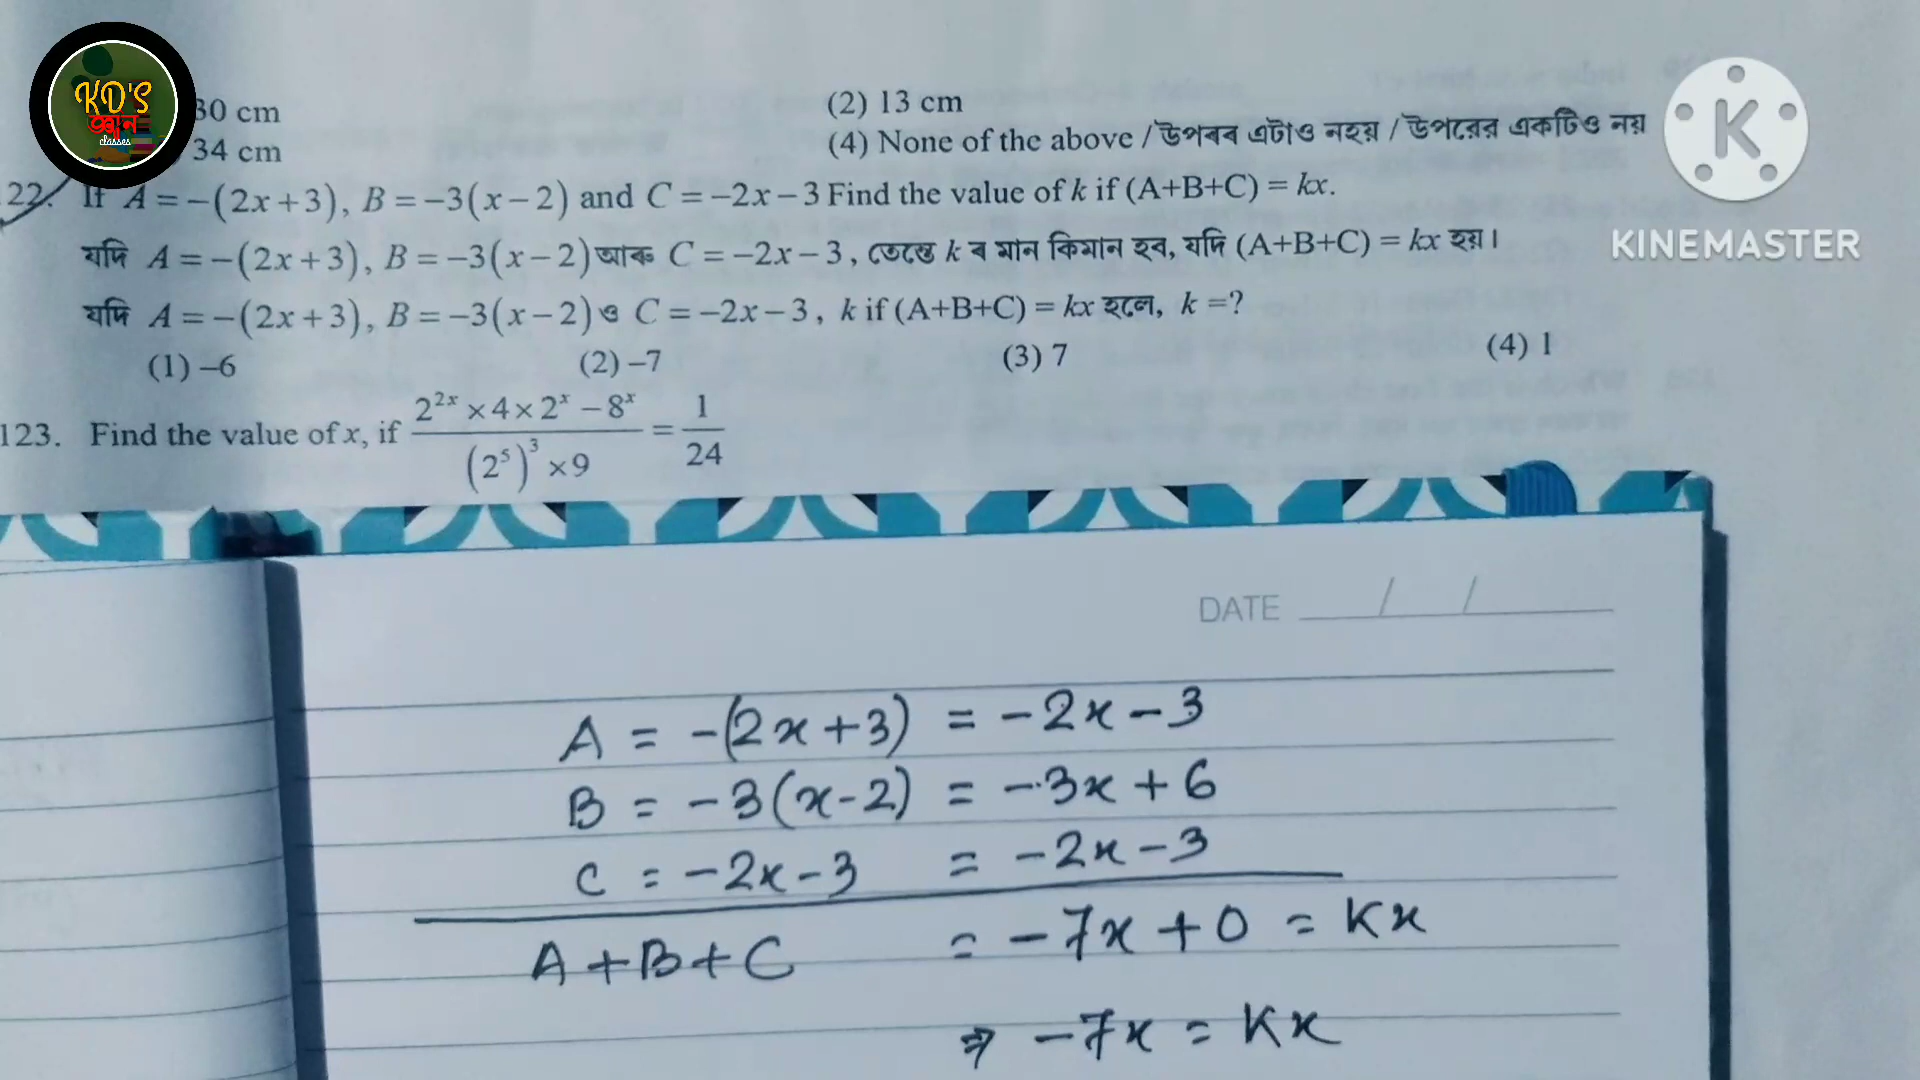 KD'S
জ্ঞান
classes
30 cm
(2) 13 cm
34 cm
(4) None of the above / উপৰৰ এটাও নহয় / উপরের একটিও নয়
K
KINEMASTER
22. If A = −(2x+3), B = −3(x−2) and C = −2x−3 Find the value of k if (A+B+C) = kx.
যদি A = −(2x+3), B = −3(x−2) আৰু C = −2x−3, তেন্তে k ৰ মান কিমান হব, যদি (A+B+C) = kx হয়।
যদি A = −(2x+3), B = −3(x−2) ও C = −2x−3, k if (A+B+C) = kx হলে, k =?
(1) –6 (2) –7 (3) 7 (4) 1
123. Find the value of x, if (2^{2x} × 4 × 2^x − 8^x) / ((2^5)^3 × 9) = 1/24
DATE / /
A = -(2x+3) = -2x-3
B = -3(x-2) = -3x+6
C = -2x-3 = -2x-3
A+B+C = -7x+0 = Kx
⇒ -7x = Kx